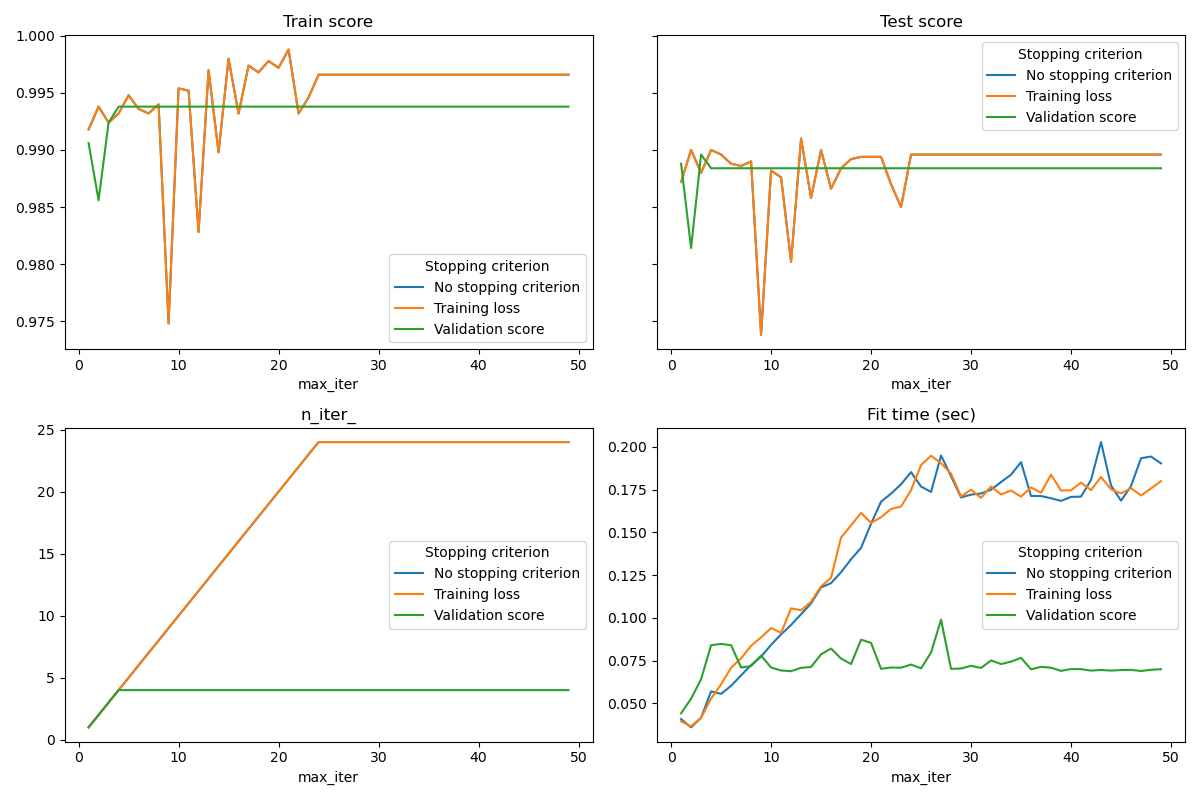 Train score
1.000
0.995
0.990
0.985
0.980
0.975
Stopping criterion
No stopping criterion
Training loss
Validation score
0 10 20 30 40 50
max_iter
Test score
Stopping criterion
No stopping criterion
Training loss
Validation score
0 10 20 30 40 50
max_iter
n_iter_
25
20
15
10
5
0
Stopping criterion
No stopping criterion
Training loss
Validation score
0 10 20 30 40 50
max_iter
Fit time (sec)
0.200
0.175
0.150
0.125
0.100
0.075
0.050
Stopping criterion
No stopping criterion
Training loss
Validation score
0 10 20 30 40 50
max_iter